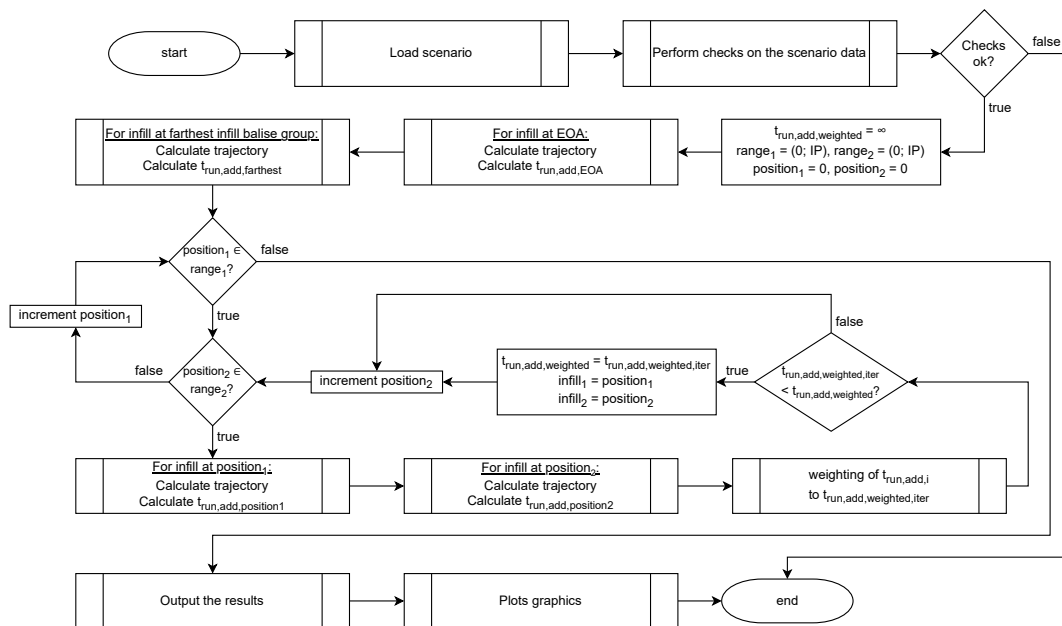 start
Load scenario
Perform checks on the scenario data
Checks
ok?
false
true
For infill at farthest infill balise group:
Calculate trajectory
Calculate t_run,add,farthest
For infill at EOA:
Calculate trajectory
Calculate t_run,add,EOA
t_run,add,weighted = ∞
range_1 = (0; IP), range_2 = (0; IP)
position_1 = 0, position_2 = 0
position_1 ∈
range_1?
false
true
increment position_1
position_2 ∈
range_2?
false
true
increment position_2
t_run,add,weighted = t_run,add,weighted,iter
infill_1 = position_1
infill_2 = position_2
true
false
t_run,add,weighted,iter
< t_run,add,weighted?
For infill at position_1:
Calculate trajectory
Calculate t_run,add,position1
For infill at position_2:
Calculate trajectory
Calculate t_run,add,position2
weighting of t_run,add,i
to t_run,add,weighted,iter
Output the results
Plots graphics
end